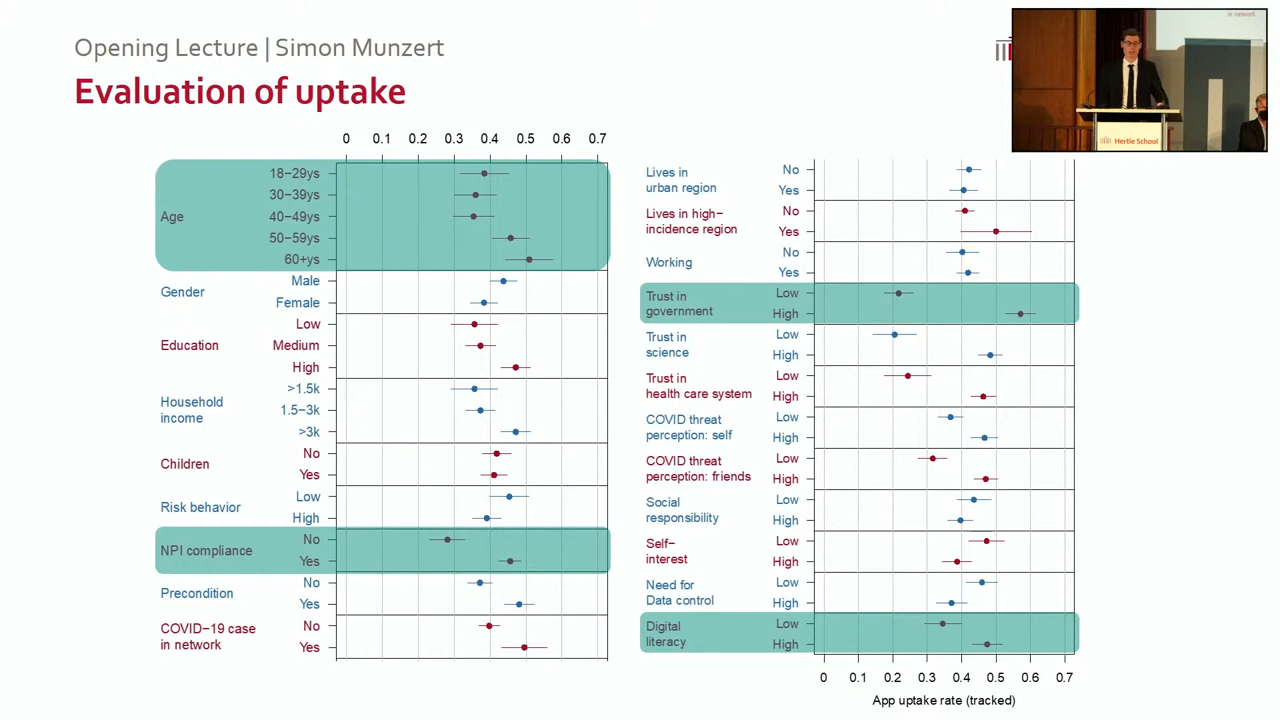 Opening Lecture | Simon Munzert
Evaluation of uptake
in network
Hertie School
0 0.1 0.2 0.3 0.4 0.5 0.6 0.7
Age
18−29ys
30−39ys
40−49ys
50−59ys
60+ys
Gender
Male
Female
Education
Low
Medium
High
Household
income
>1.5k
1.5−3k
>3k
Children
No
Yes
Risk behavior
Low
High
NPI compliance
No
Yes
Precondition
No
Yes
COVID−19 case
in network
No
Yes
Lives in
urban region
No
Yes
Lives in high−
incidence region
No
Yes
Working
No
Yes
Trust in
government
Low
High
Trust in
science
Low
High
Trust in
health care system
Low
High
COVID threat
perception: self
Low
High
COVID threat
perception: friends
Low
High
Social
responsibility
Low
High
Self−
interest
Low
High
Need for
Data control
Low
High
Digital
literacy
Low
High
0 0.1 0.2 0.3 0.4 0.5 0.6 0.7
App uptake rate (tracked)